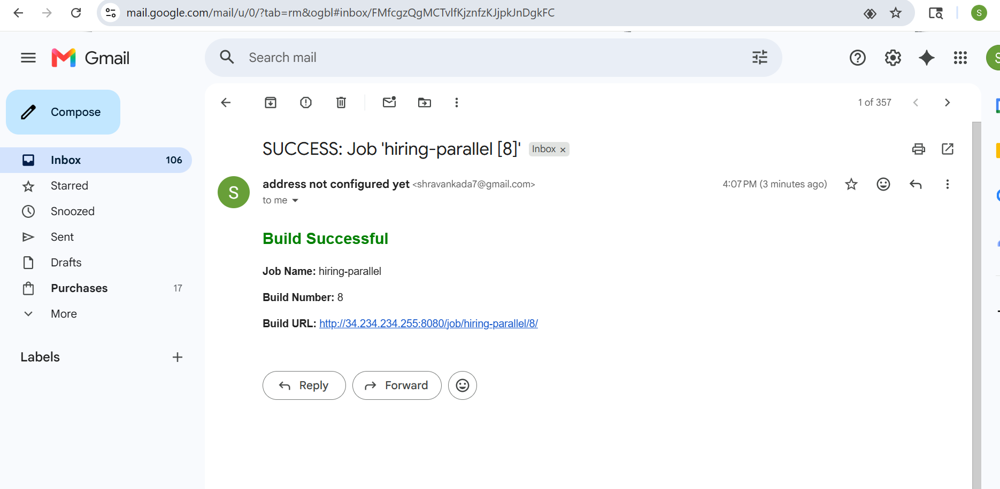 mail.google.com/mail/u/0/?tab=rm&ogbl#inbox/FMfcgzQgMCTvlfKjznfzKJjpkJnDgkFC
S
Gmail
Search mail
S
Compose
1 of 357
SUCCESS: Job 'hiring-parallel [8]'
Inbox ×
Inbox 106
Starred
Snoozed
Sent
Drafts
Purchases 17
More
Labels
S
address not configured yet <shravankada7@gmail.com>
4:07 PM (3 minutes ago)
to me
Build Successful
Job Name: hiring-parallel
Build Number: 8
Build URL: http://34.234.234.255:8080/job/hiring-parallel/8/
Reply
Forward